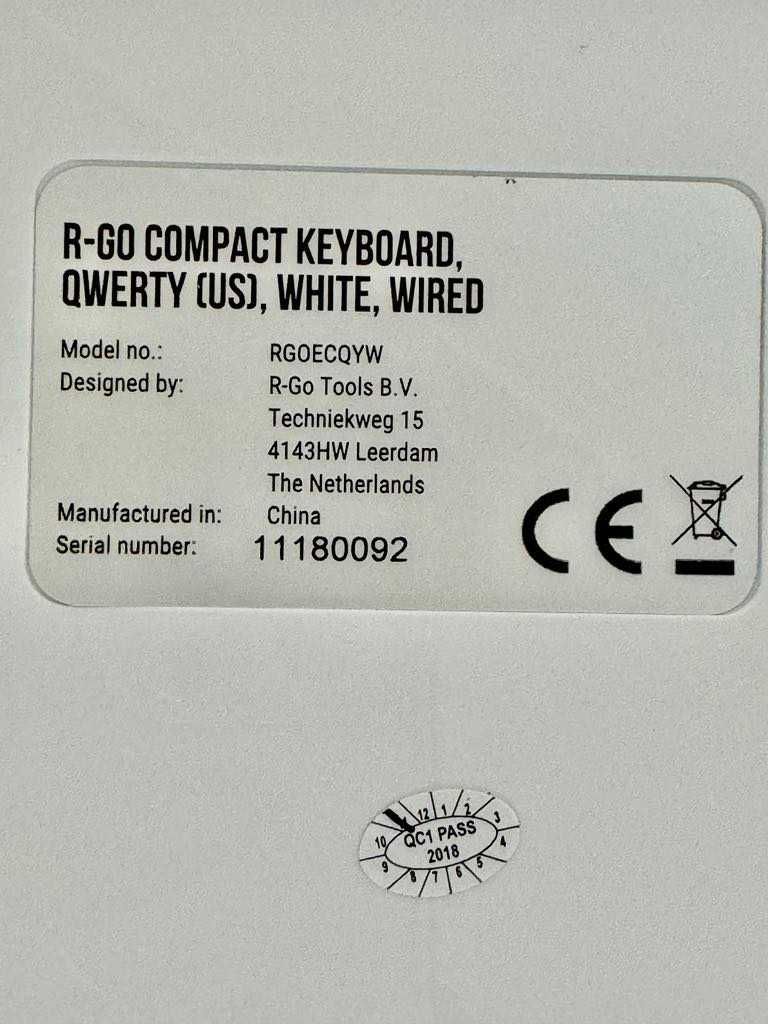 R-GO COMPACT KEYBOARD,
QWERTY (US), WHITE, WIRED
Model no.: RGOECQYW
Designed by: R-Go Tools B.V.
Techniekweg 15
4143HW Leerdam
The Netherlands
Manufactured in: China
Serial number: 11180092
CE
12 1 2 3 4 5 6 7 8 9 10
QC1 PASS
2018